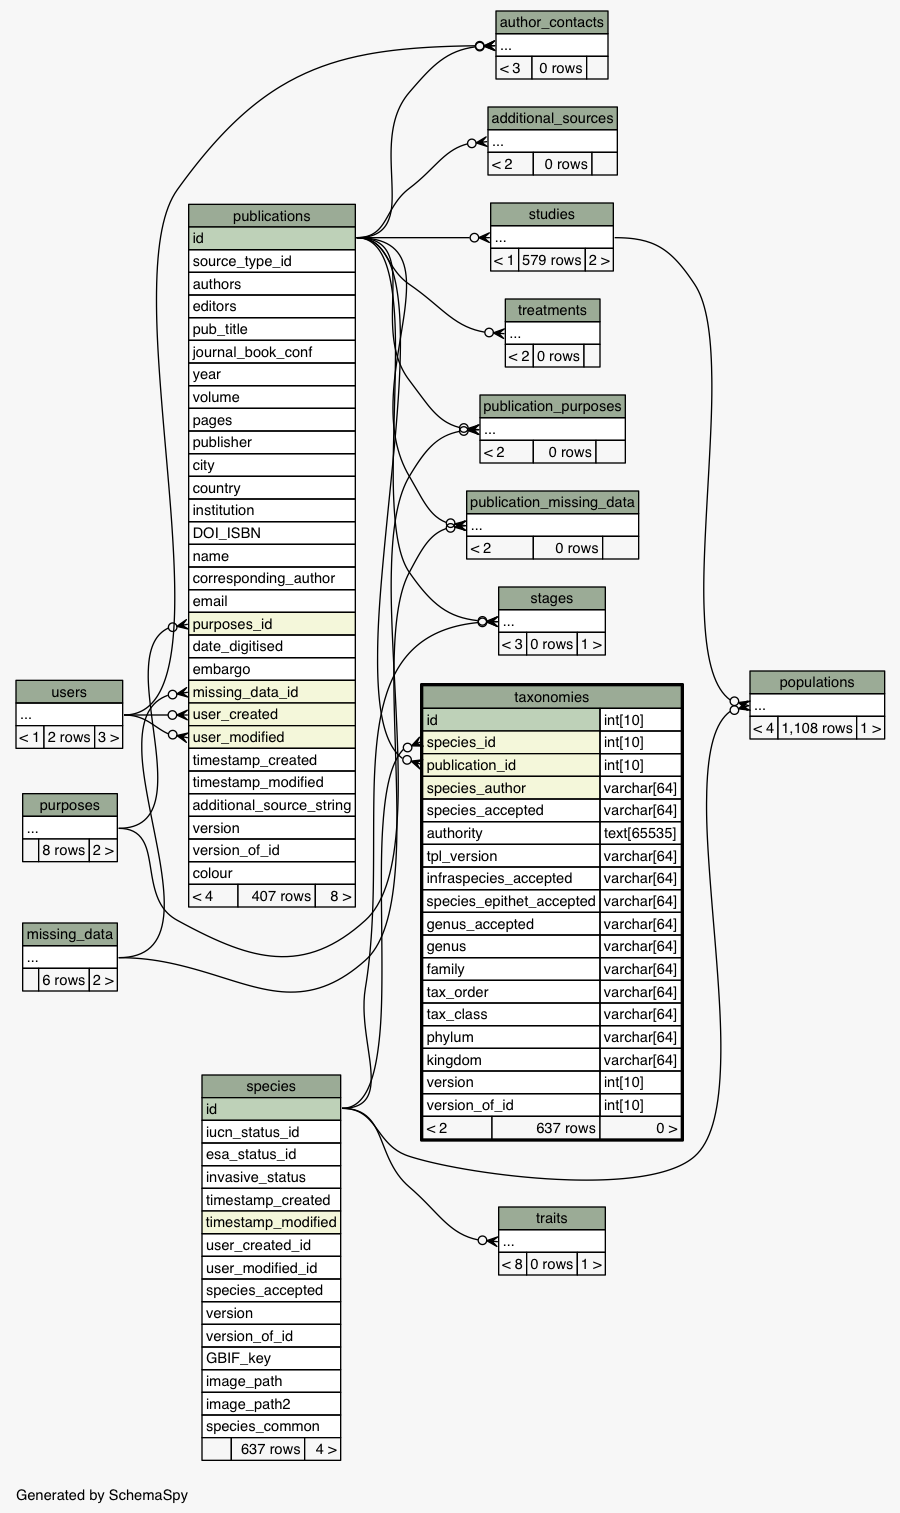 author_contacts
...
< 3 0 rows
additional_sources
...
< 2 0 rows
studies
...
< 1 579 rows 2 >
treatments
...
< 2 0 rows
publication_purposes
...
< 2 0 rows
publication_missing_data
...
< 2 0 rows
stages
...
< 3 0 rows 1 >
publications
id
source_type_id
authors
editors
pub_title
journal_book_conf
year
volume
pages
publisher
city
country
institution
DOI_ISBN
name
corresponding_author
email
purposes_id
date_digitised
embargo
missing_data_id
user_created
user_modified
timestamp_created
timestamp_modified
additional_source_string
version
version_of_id
colour
< 4 407 rows 8 >
users
...
< 1 2 rows 3 >
purposes
...
8 rows 2 >
missing_data
...
6 rows 2 >
taxonomies
id int[10]
species_id int[10]
publication_id int[10]
species_author varchar[64]
species_accepted varchar[64]
authority text[65535]
tpl_version varchar[64]
infraspecies_accepted varchar[64]
species_epithet_accepted varchar[64]
genus_accepted varchar[64]
genus varchar[64]
family varchar[64]
tax_order varchar[64]
tax_class varchar[64]
phylum varchar[64]
kingdom varchar[64]
version int[10]
version_of_id int[10]
< 2 637 rows 0 >
populations
...
< 4 1,108 rows 1 >
species
id
iucn_status_id
esa_status_id
invasive_status
timestamp_created
timestamp_modified
user_created_id
user_modified_id
species_accepted
version
version_of_id
GBIF_key
image_path
image_path2
species_common
637 rows 4 >
traits
...
< 8 0 rows 1 >
Generated by SchemaSpy